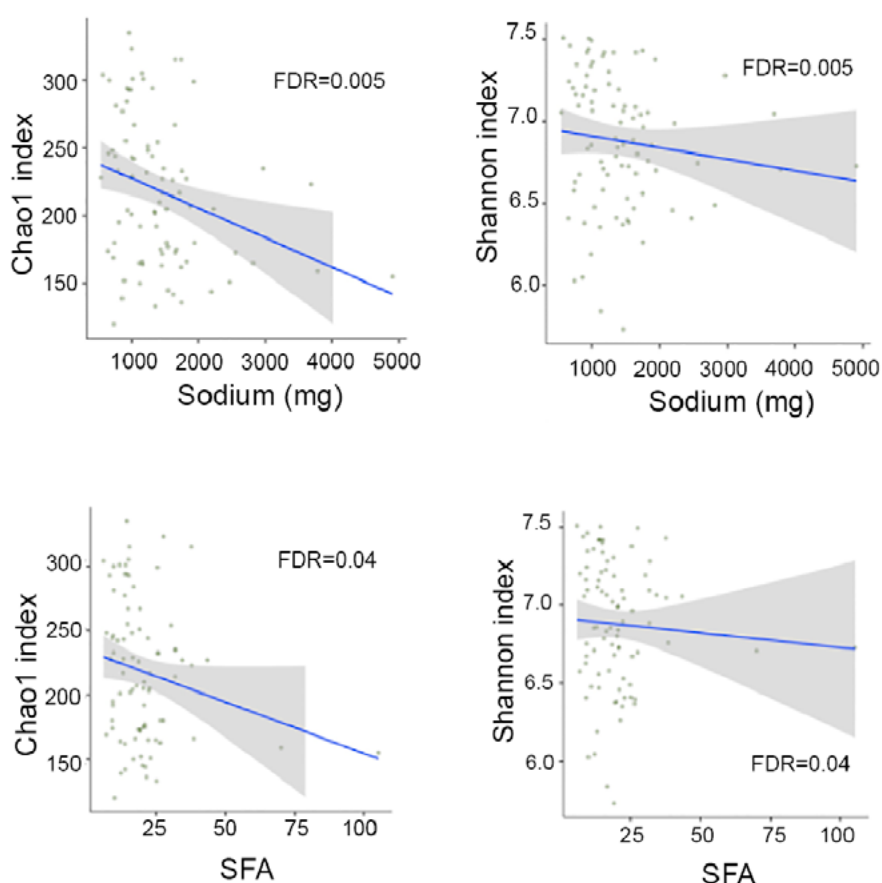 FDR=0.005
Chao1 index
300
250
200
150
1000 2000 3000 4000 5000
Sodium (mg)
FDR=0.005
Shannon index
7.5
7.0
6.5
6.0
1000 2000 3000 4000 5000
Sodium (mg)
FDR=0.04
Chao1 index
300
250
200
150
25 50 75 100
SFA
Shannon index
7.5
7.0
6.5
6.0
FDR=0.04
25 50 75 100
SFA